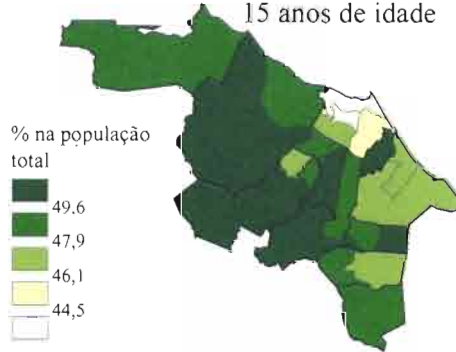 15 anos de idade
% na população
total
49.6
47,9
46,1
44,5